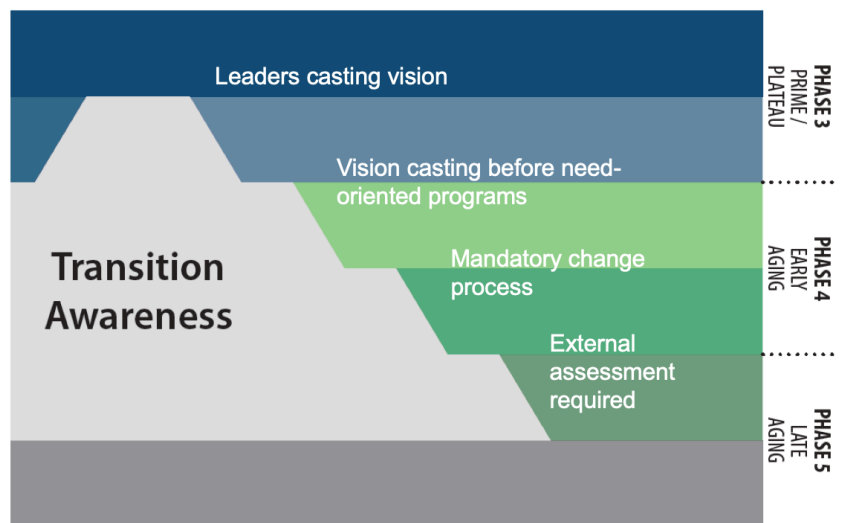 Leaders casting vision
Vision casting before need-
oriented programs
Mandatory change
process
External
assessment
required
Transition
Awareness
PHASE 3
PRIME /
PLATEAU
PHASE 4
EARLY
AGING
PHASE 5
LATE
AGING